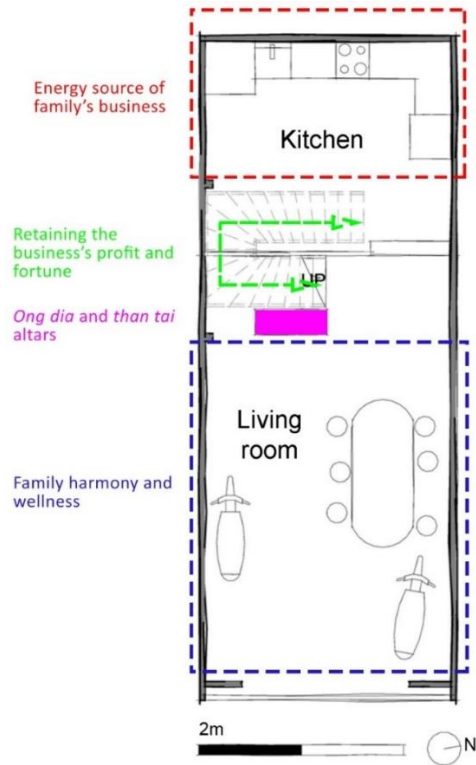 Energy source of
family's business
Kitchen
Retaining the
business's profit and
fortune
UP
Ong dia and than tai
altars
Living
room
Family harmony and
wellness
2m
N